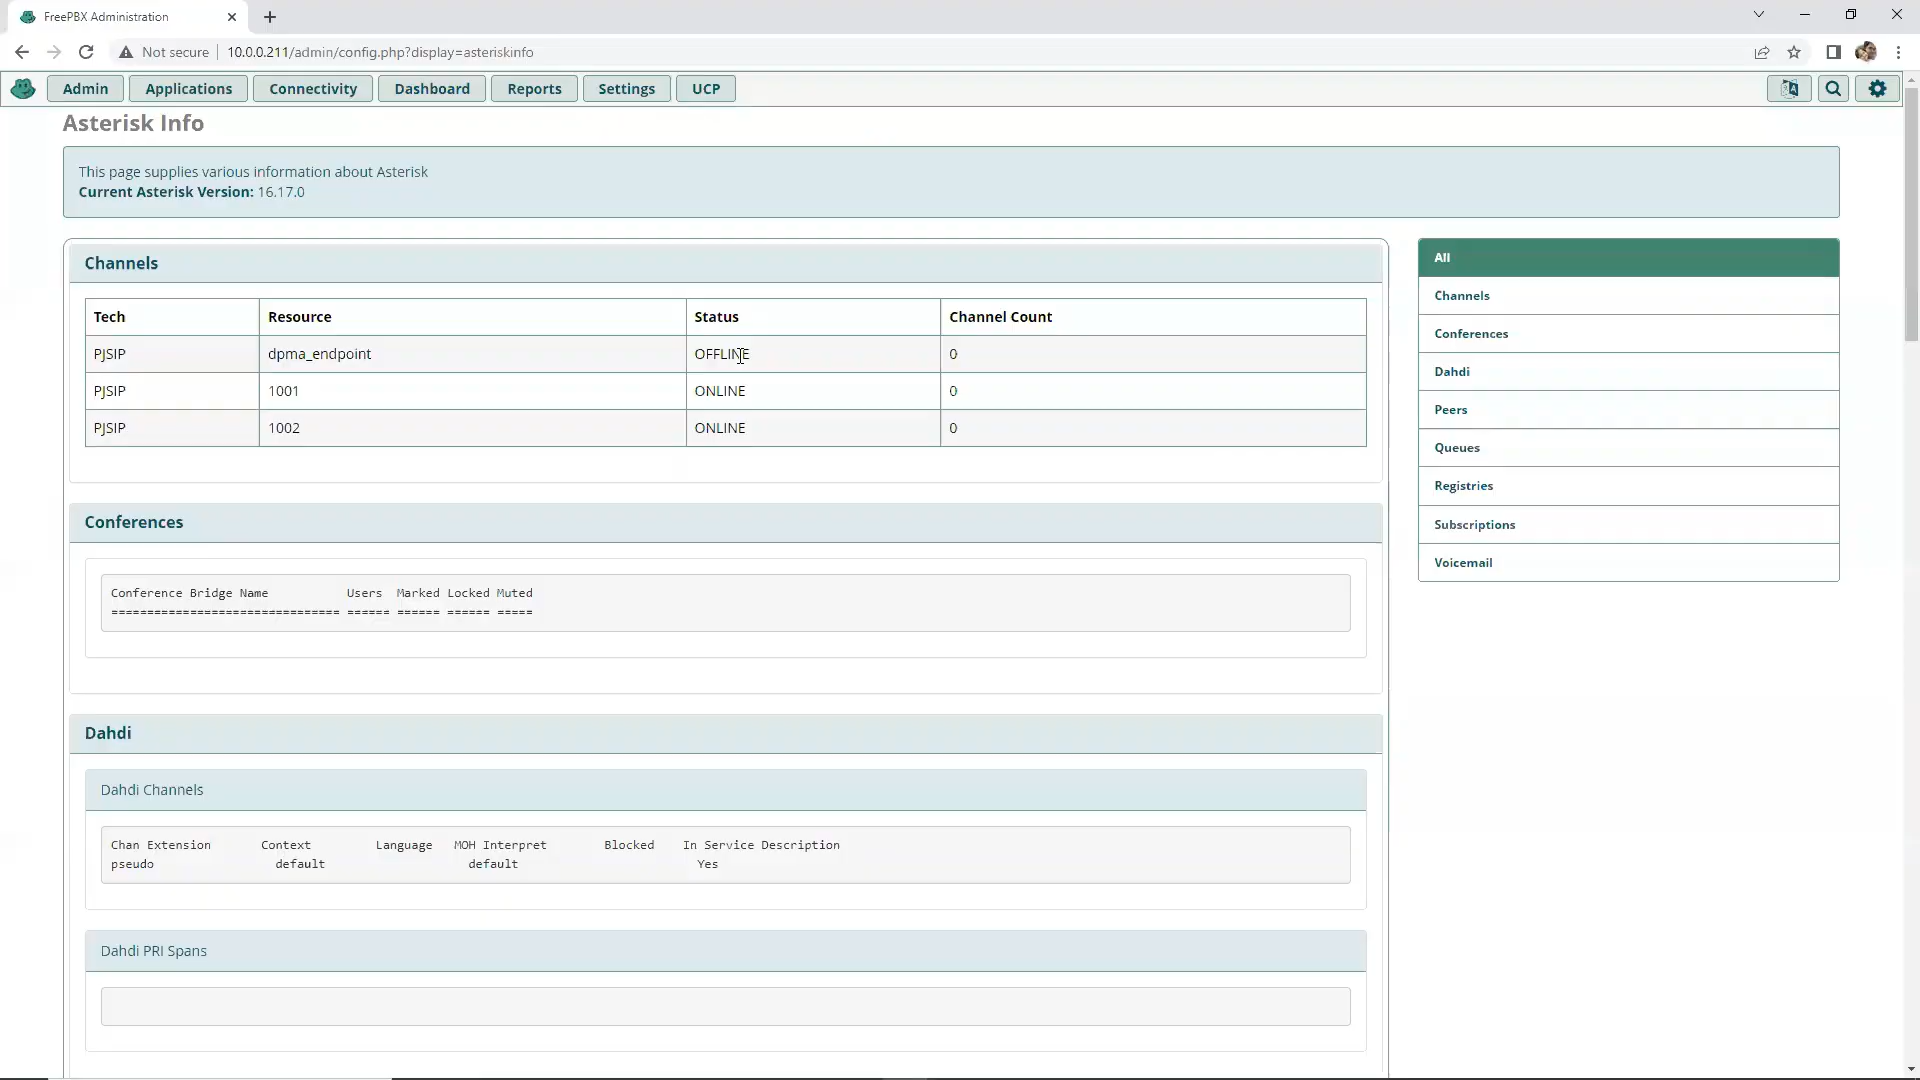 FreePBX Administration
Not secure 10.0.0.211/admin/config.php?display=asteriskinfo
Admin Applications Connectivity Dashboard Reports Settings UCP
Asterisk Info
This page supplies various information about Asterisk
Current Asterisk Version: 16.17.0
Channels
Tech Resource Status Channel Count
PJSIP dpma_endpoint OFFLINE 0
PJSIP 1001 ONLINE 0
PJSIP 1002 ONLINE 0
Conferences
Conference Bridge Name Users Marked Locked Muted
================================ ====== ====== ====== =====
Dahdi
Dahdi Channels
Chan Extension Context Language MOH Interpret Blocked In Service Description
pseudo default default Yes
Dahdi PRI Spans
All
Channels
Conferences
Dahdi
Peers
Queues
Registries
Subscriptions
Voicemail